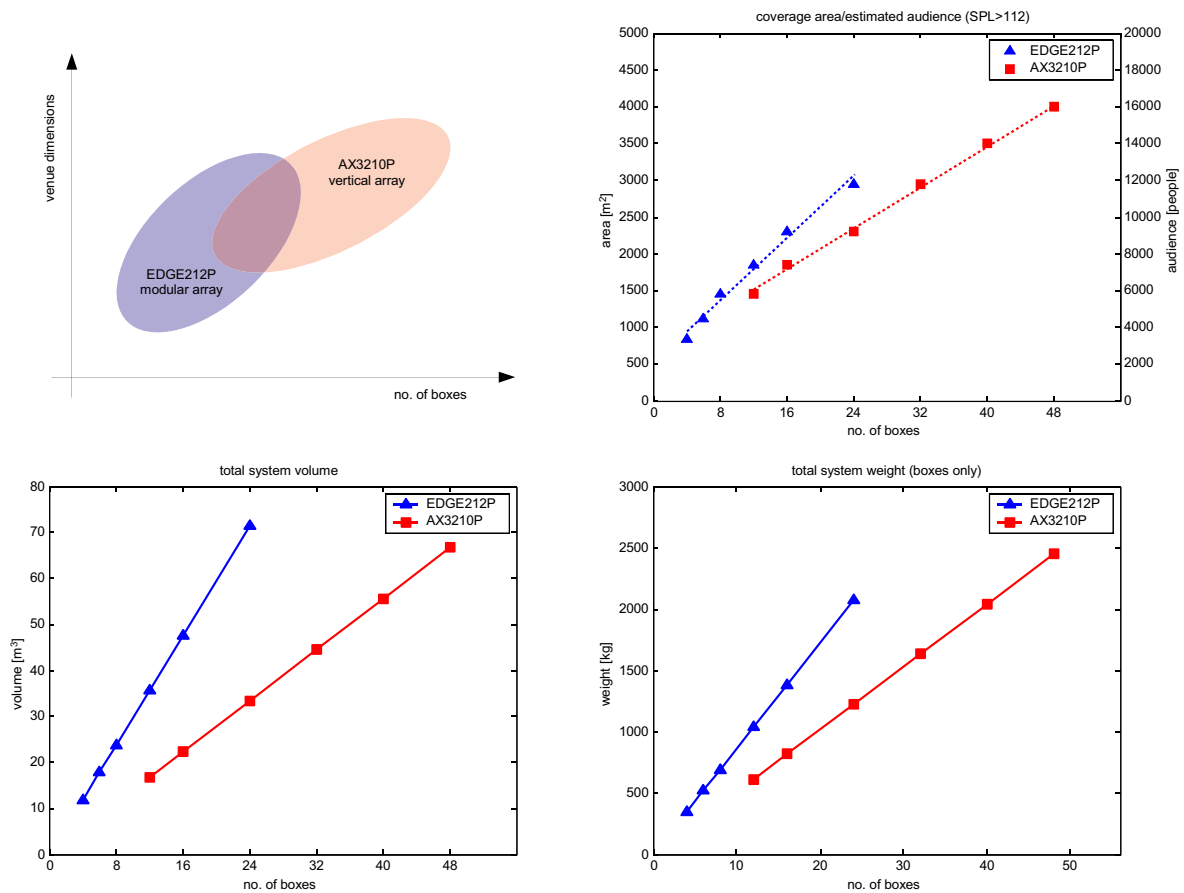 venue dimensions
AX3210P
vertical array
EDGE212P
modular array
no. of boxes
coverage area/estimated audience (SPL>112)
5000
4500
4000
3500
3000
2500
2000
1500
1000
500
0
area [m²]
20000
18000
16000
14000
12000
10000
8000
6000
4000
2000
0
audience [people]
EDGE212P
AX3210P
0 8 16 24 32 40 48
no. of boxes
total system volume
80
70
60
50
40
30
20
10
0
volume [m³]
EDGE212P
AX3210P
0 8 16 24 32 40 48
no. of boxes
total system weight (boxes only)
3000
2500
2000
1500
1000
500
0
weight [kg]
EDGE212P
AX3210P
0 10 20 30 40 50
no. of boxes